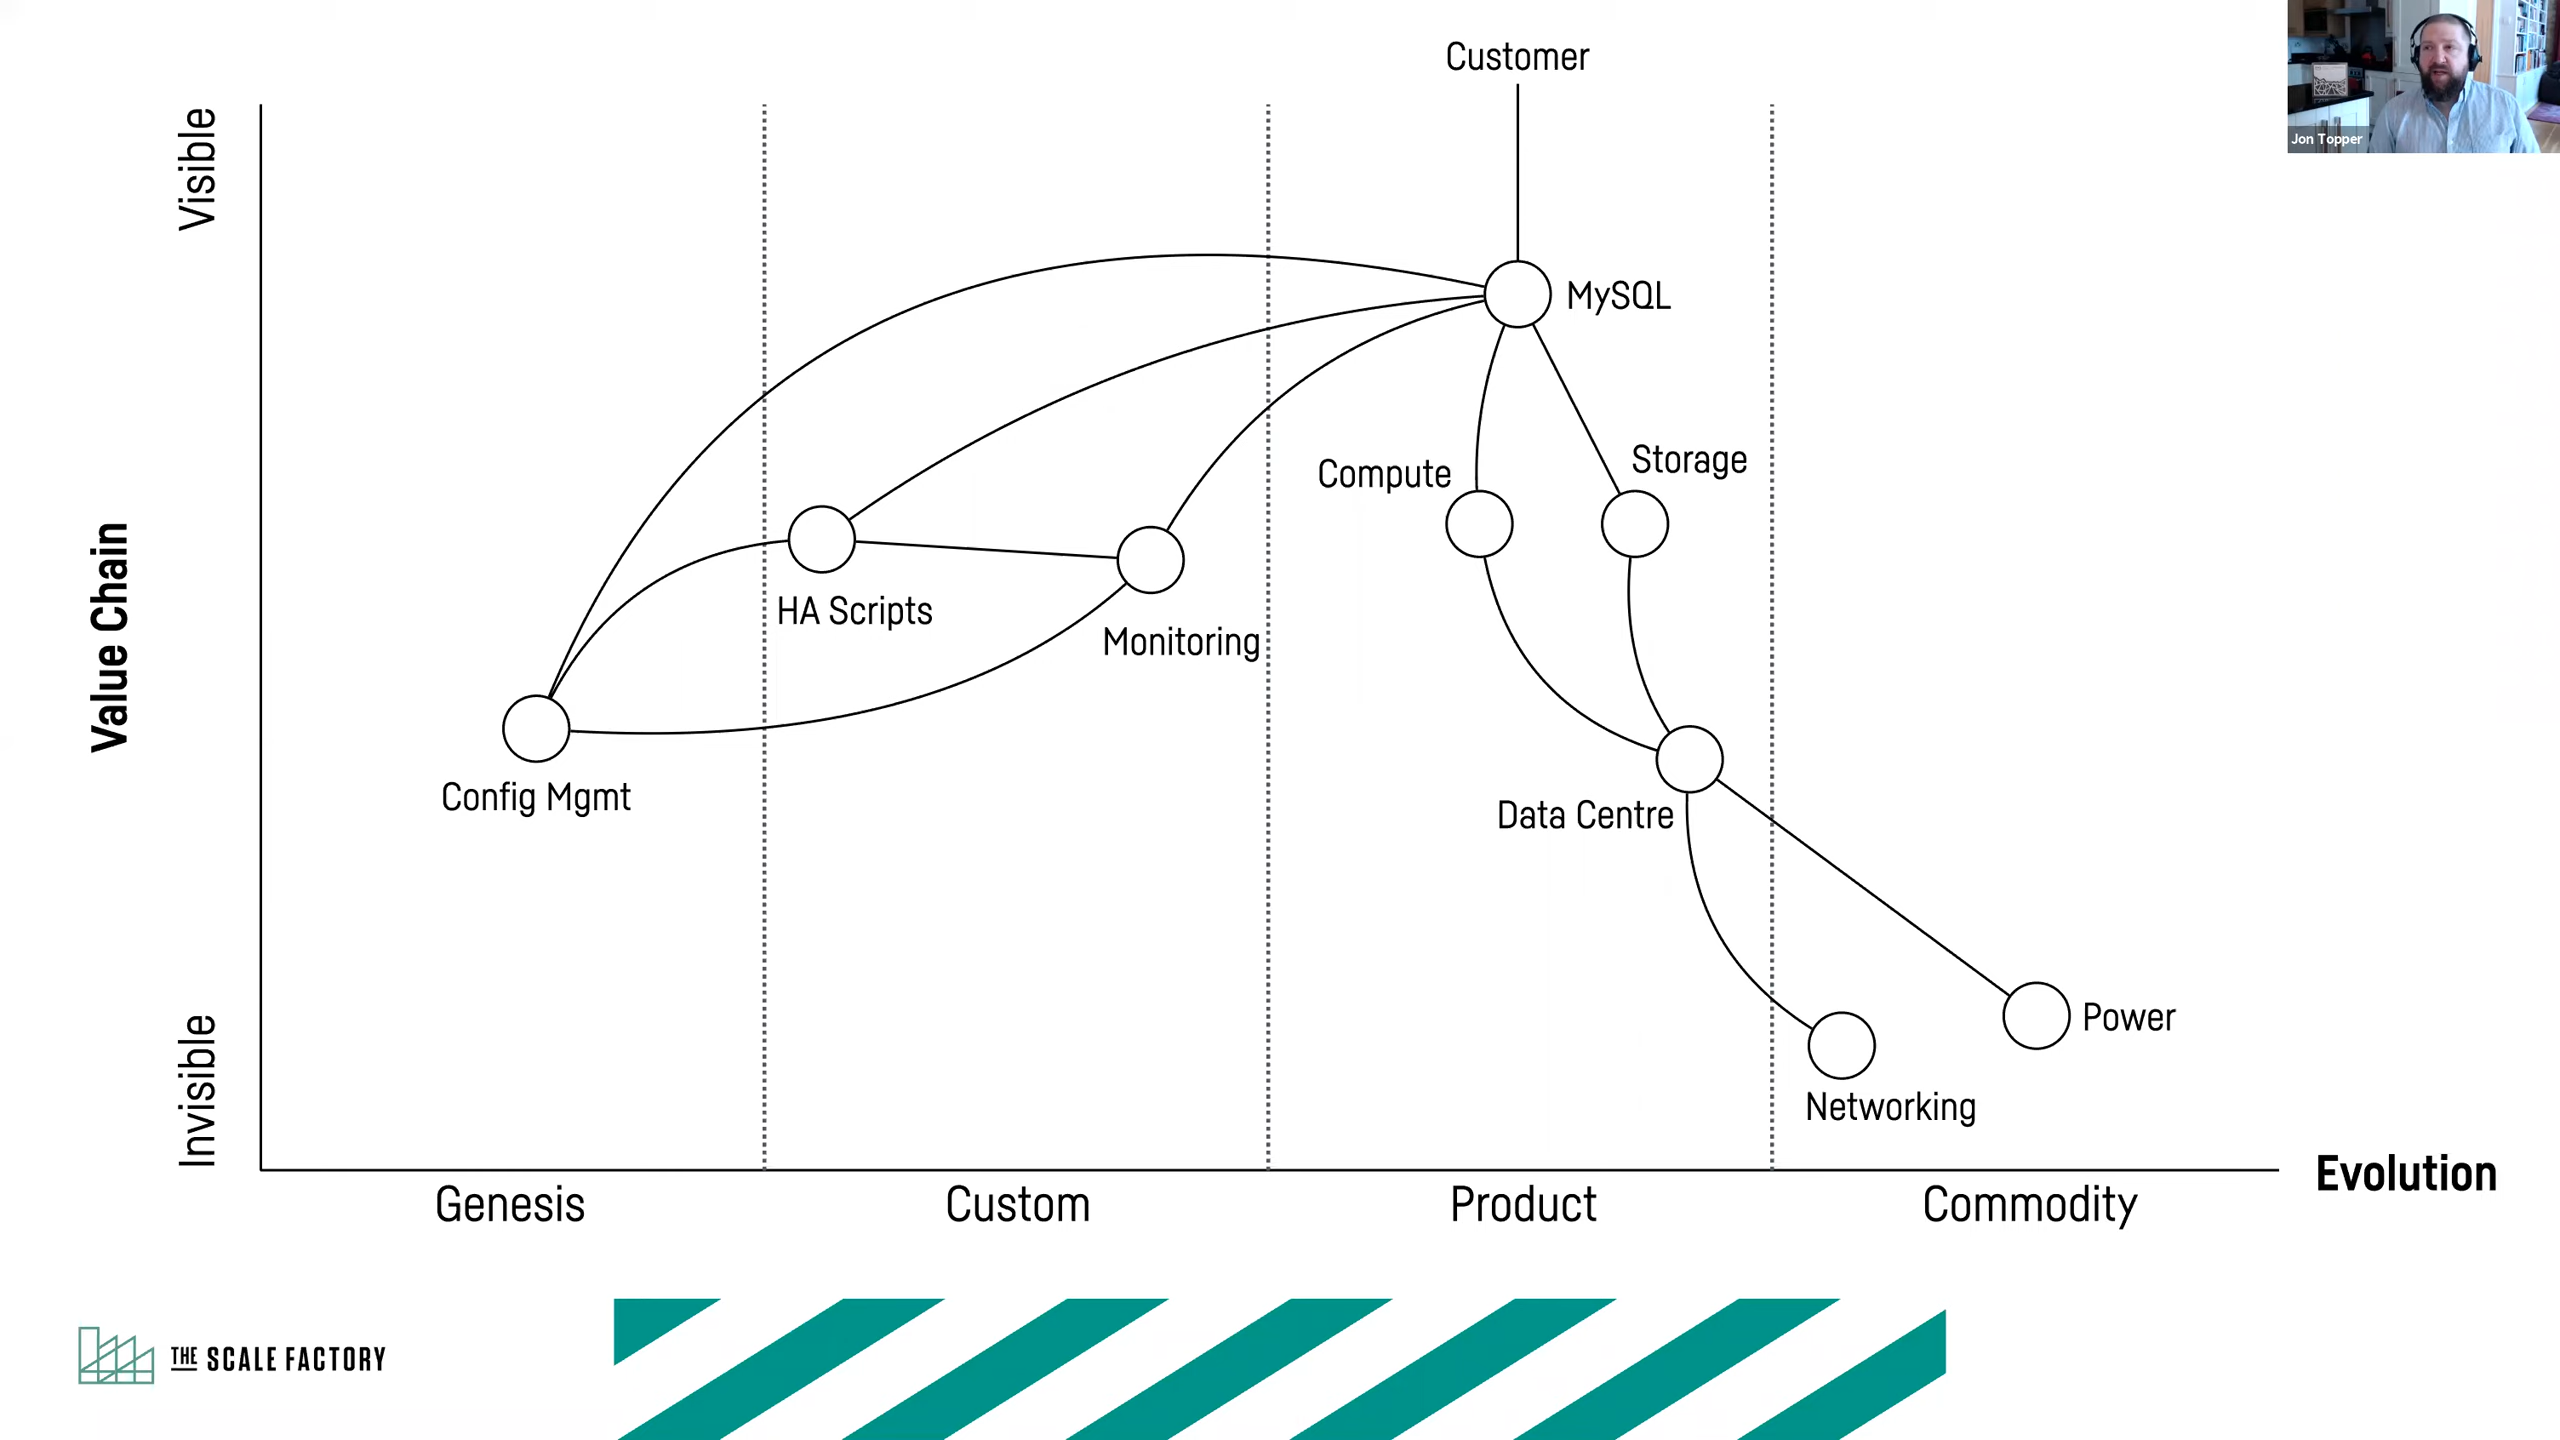 Customer
Jon Topper
Visible
MySQL
Compute
Storage
Value Chain
HA Scripts
Monitoring
Config Mgmt
Data Centre
Power
Networking
Invisible
Evolution
Genesis
Custom
Product
Commodity
THE SCALE FACTORY